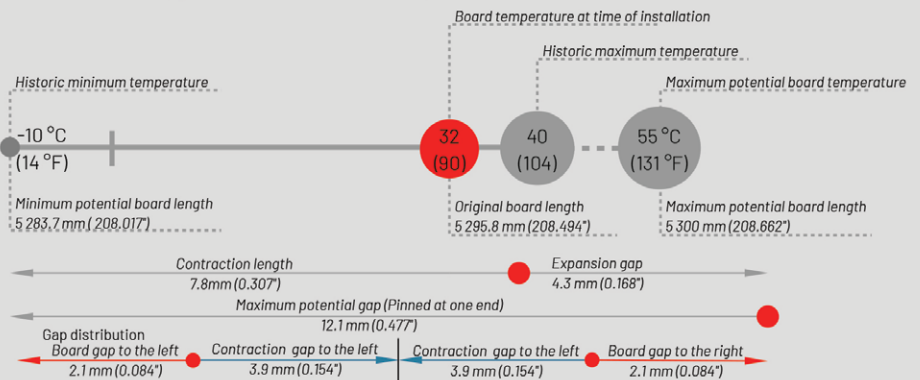 Board temperature at time of installation
Historic maximum temperature
Historic minimum temperature
Maximum potential board temperature
-10 °C
(14 °F)
32
(90)
40
(104)
55 °C
(131 °F)
Minimum potential board length
5 283.7 mm (208.017")
Original board length
5 295.8 mm (208.494")
Maximum potential board length
5 300 mm (208.662")
Contraction length
7.8mm (0.307")
Expansion gap
4.3 mm (0.168")
Maximum potential gap (Pinned at one end)
12.1 mm (0.477")
Gap distribution
Board gap to the left
2.1 mm (0.084")
Contraction gap to the left
3.9 mm (0.154")
Contraction gap to the left
3.9 mm (0.154")
Board gap to the right
2.1 mm (0.084")